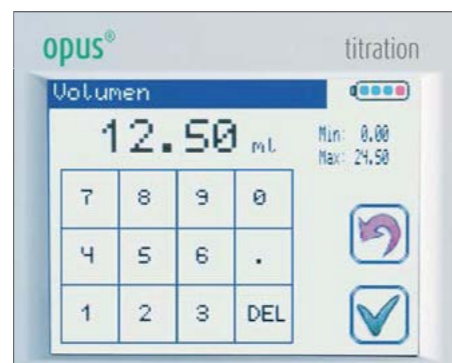 opus® titration
Volumen
12.50 ml
Min: 0.00
Max: 24.50
7 8 9 0
4 5 6 .
1 2 3 DEL